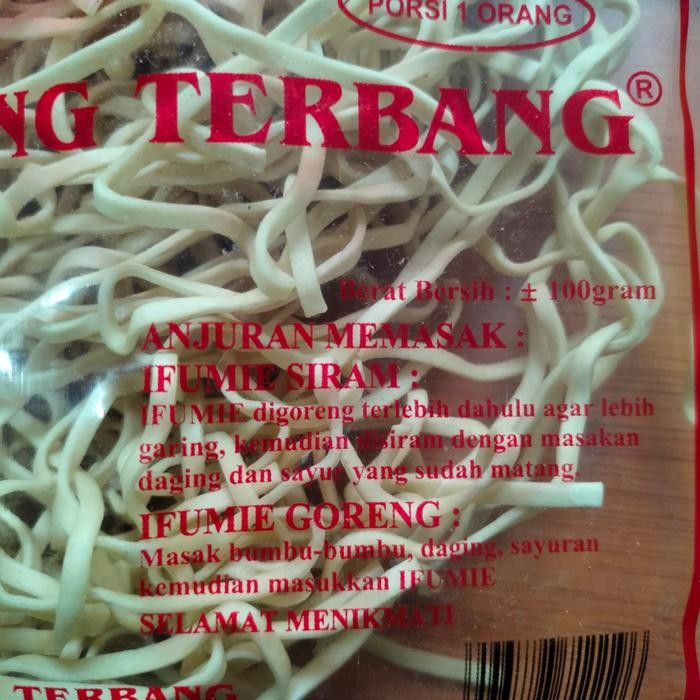 PORSI 1 ORANG
NG TERBANG®
Berat Bersih : ± 100gram
ANJURAN MEMASAK :
IFUMIE SIRAM :
IFUMIE digoreng terlebih dahulu agar lebih
garing, kemudian disiram dengan masakan
daging dan sayur yang sudah matang.
IFUMIE GORENG :
Masak bumbu-bumbu, daging, sayuran
kemudian masukkan IFUMIE
SELAMAT MENIKMATI
TERBANG